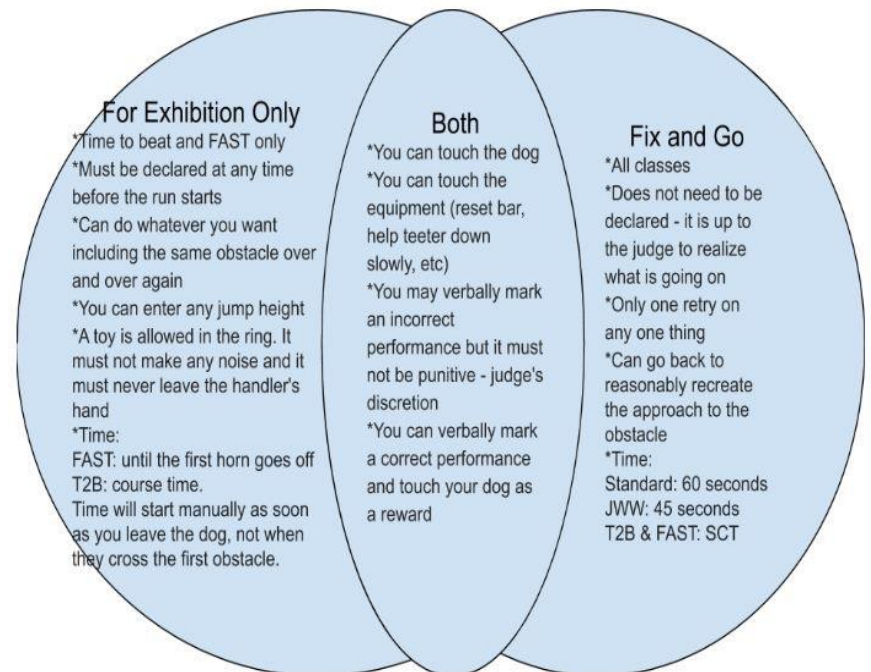 For Exhibition Only
*Time to beat and FAST only
*Must be declared at any time
before the run starts
*Can do whatever you want
including the same obstacle over
and over again
*You can enter any jump height
*A toy is allowed in the ring. It
must not make any noise and it
must never leave the handler's
hand
*Time:
FAST: until the first horn goes off
T2B: course time.
Time will start manually as soon
as you leave the dog, not when
they cross the first obstacle.
Both
*You can touch the dog
*You can touch the
equipment (reset bar,
help teeter down
slowly, etc)
*You may verbally mark
an incorrect
performance but it must
not be punitive - judge's
discretion
*You can verbally mark
a correct performance
and touch your dog as
a reward
Fix and Go
*All classes
*Does not need to be
declared - it is up to
the judge to realize
what is going on
*Only one retry on
any one thing
*Can go back to
reasonably recreate
the approach to the
obstacle
*Time:
Standard: 60 seconds
JWW: 45 seconds
T2B & FAST: SCT